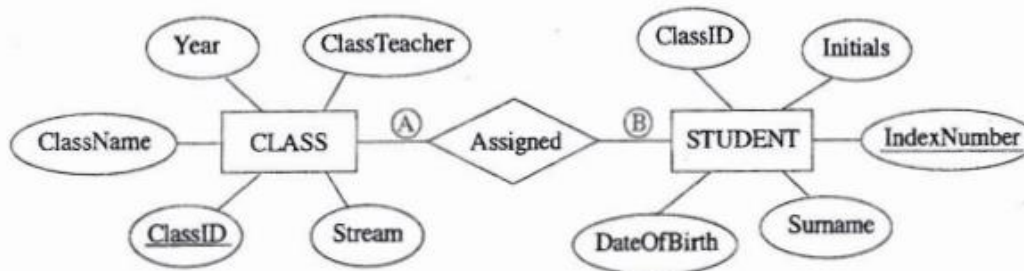 Year
ClassTeacher
ClassID
Initials
ClassName
CLASS
A
Assigned
B
STUDENT
IndexNumber
ClassID
Stream
DateOfBirth
Surname